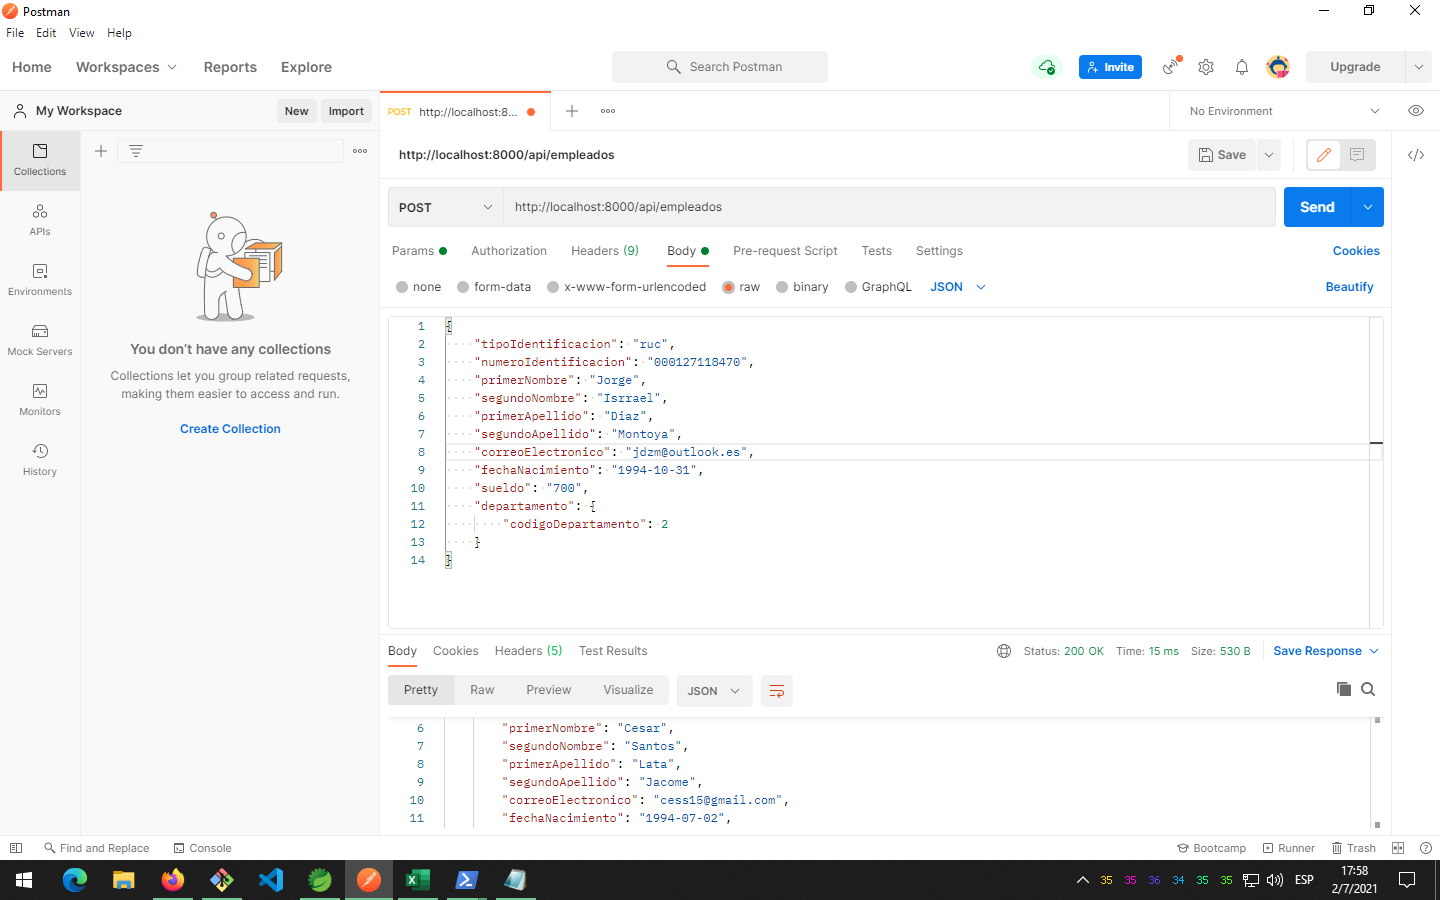 Postman
File Edit View Help
Home Workspaces Reports Explore Search Postman Invite Upgrade
My Workspace New Import POST http://localhost:8... No Environment
http://localhost:8000/api/empleados Save
POST http://localhost:8000/api/empleados Send
Params Authorization Headers (9) Body Pre-request Script Tests Settings Cookies
none form-data x-www-form-urlencoded raw binary GraphQL JSON Beautify
Collections
APIs
Environments
Mock Servers
Monitors
History
You don't have any collections
Collections let you group related requests,
making them easier to access and run.
Create Collection
1 {
2 "tipoIdentificacion": "ruc",
3 "numeroIdentificacion": "000127118470",
4 "primerNombre": "Jorge",
5 "segundoNombre": "Isrrael",
6 "primerApellido": "Diaz",
7 "segundoApellido": "Montoya",
8 "correoElectronico": "jdzm@outlook.es",
9 "fechaNacimiento": "1994-10-31",
10 "sueldo": "700",
11 "departamento": {
12 "codigoDepartamento": 2
13 }
14 }
Body Cookies Headers (5) Test Results Status: 200 OK Time: 15 ms Size: 530 B Save Response
Pretty Raw Preview Visualize JSON
6 "primerNombre": "Cesar",
7 "segundoNombre": "Santos",
8 "primerApellido": "Lata",
9 "segundoApellido": "Jacome",
10 "correoElectronico": "cess15@gmail.com",
11 "fechaNacimiento": "1994-07-02",
Find and Replace Console Bootcamp Runner Trash
35 35 36 34 35 35 ESP 17:58
2/7/2021